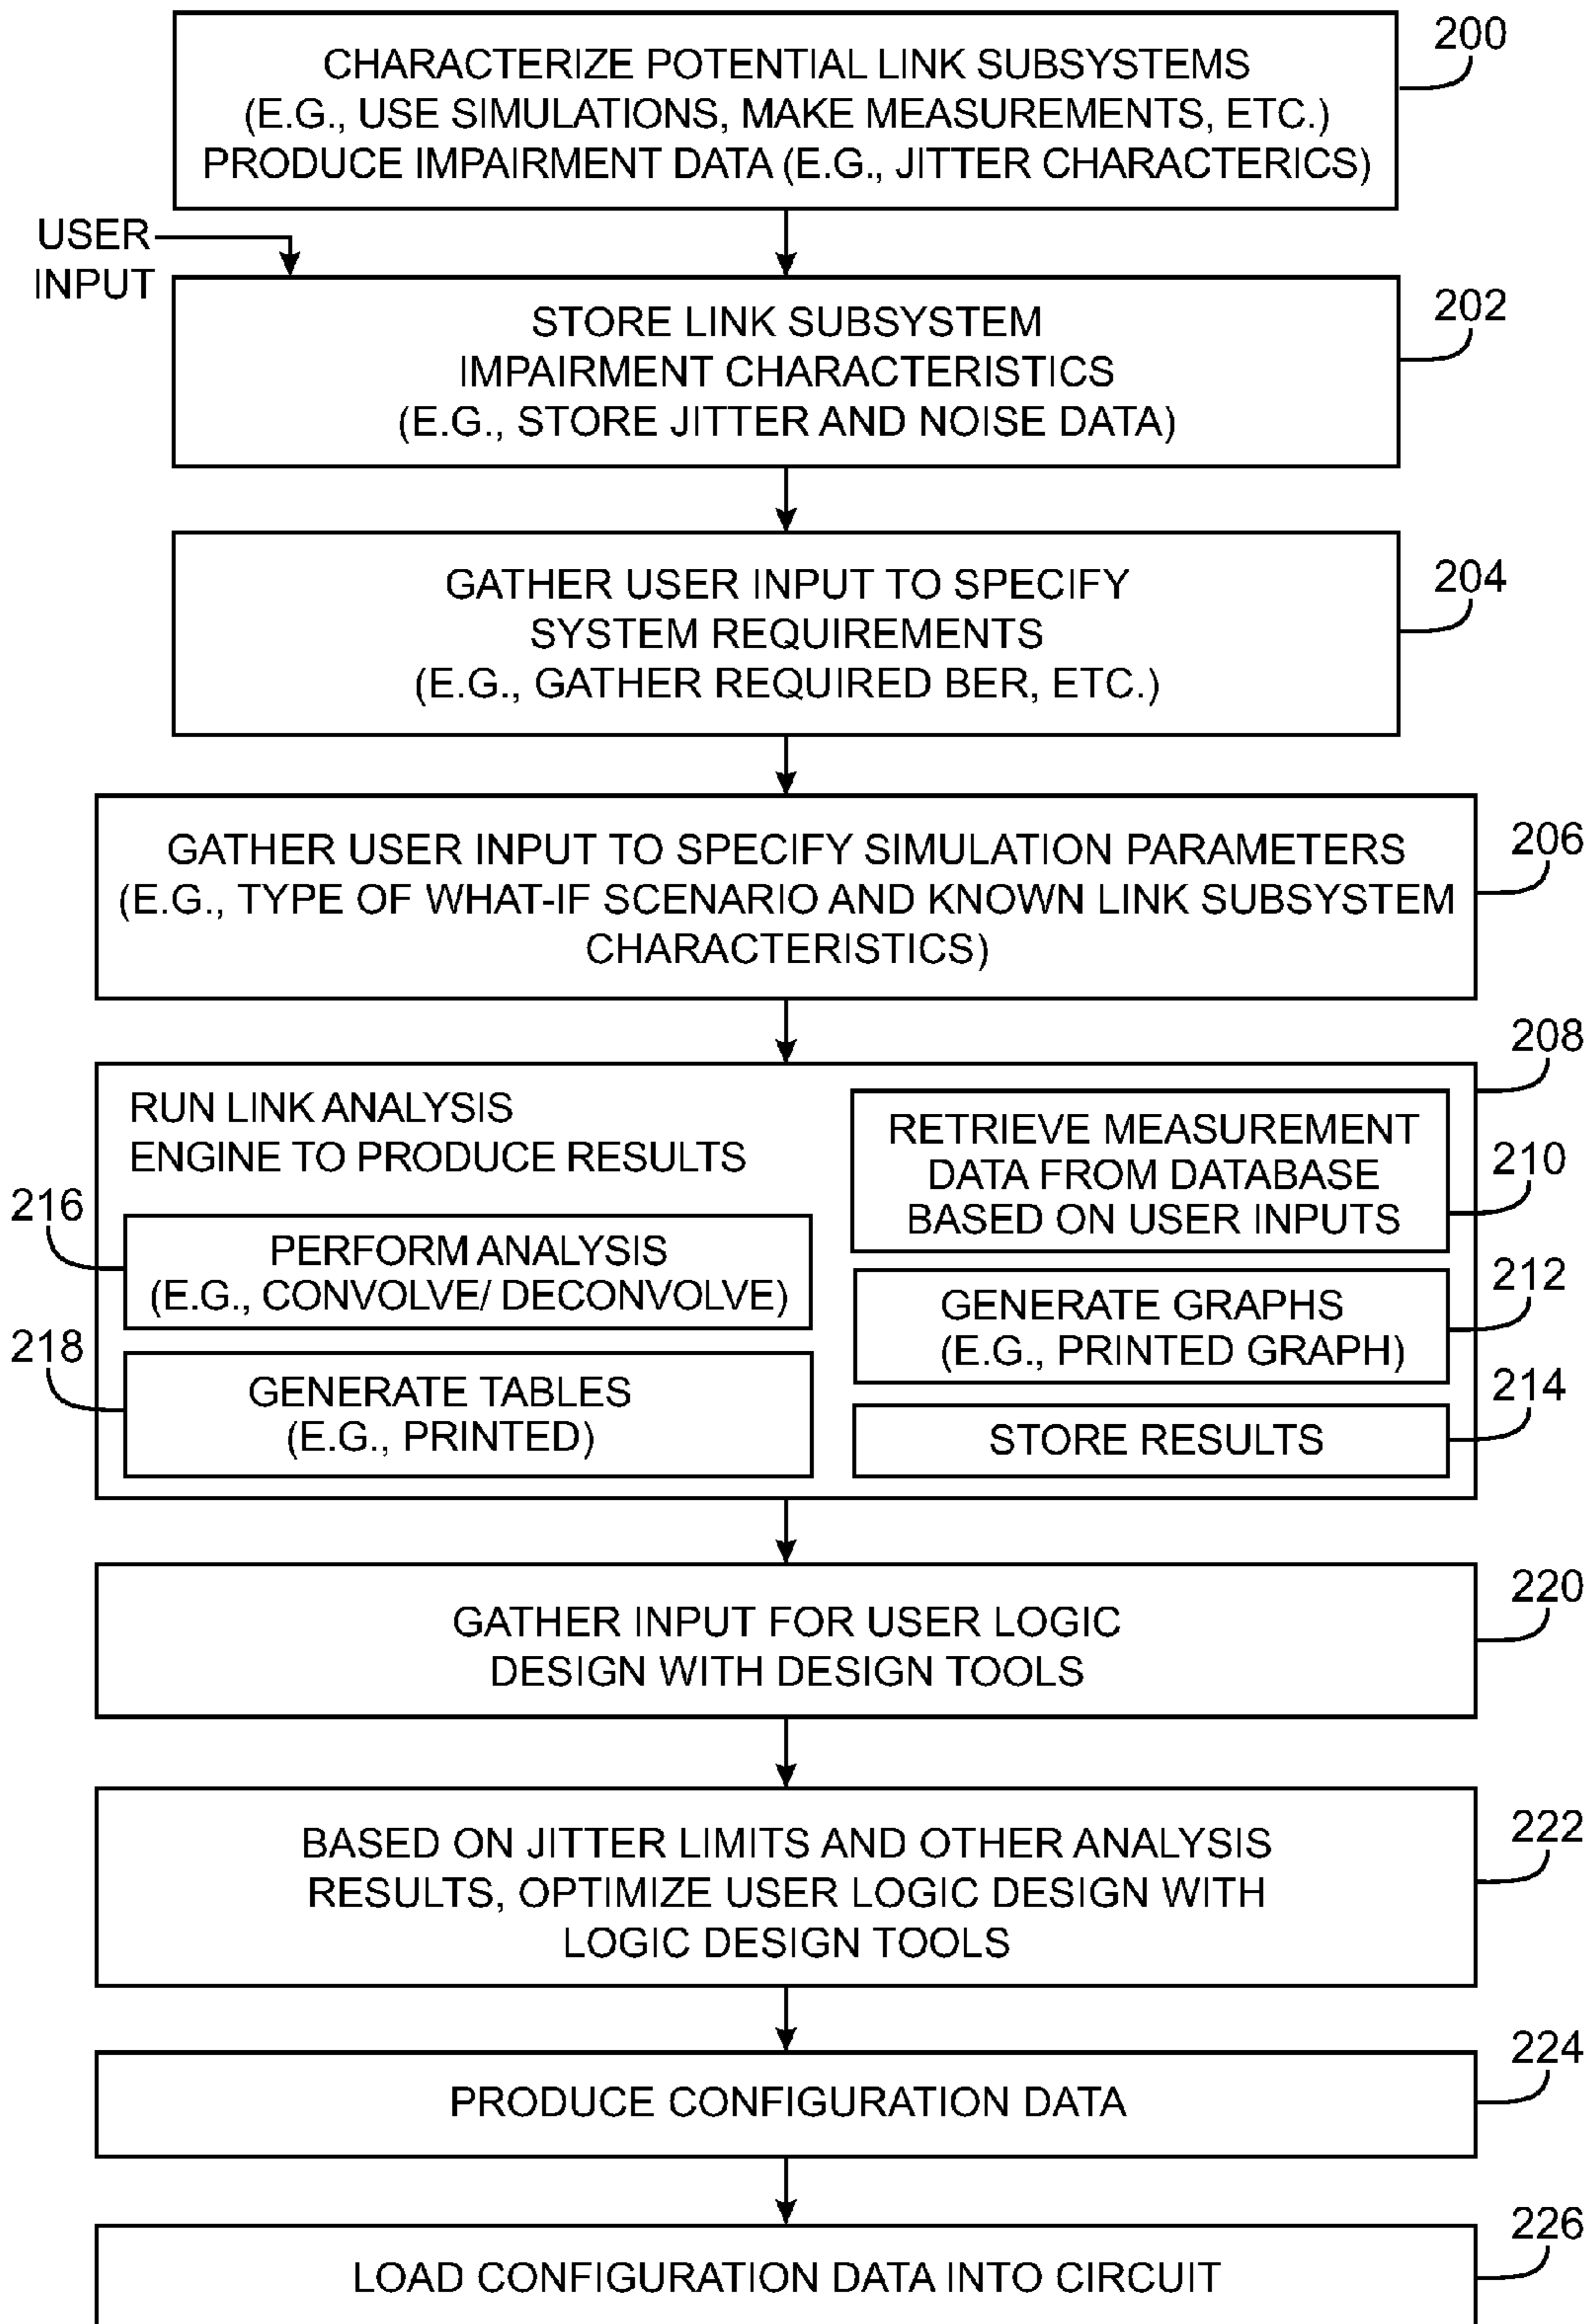 200
CHARACTERIZE POTENTIAL LINK SUBSYSTEMS
(E.G., USE SIMULATIONS, MAKE MEASUREMENTS, ETC.)
PRODUCE IMPAIRMENT DATA (E.G., JITTER CHARACTERICS)
USER
INPUT
202
STORE LINK SUBSYSTEM
IMPAIRMENT CHARACTERISTICS
(E.G., STORE JITTER AND NOISE DATA)
204
GATHER USER INPUT TO SPECIFY
SYSTEM REQUIREMENTS
(E.G., GATHER REQUIRED BER, ETC.)
206
GATHER USER INPUT TO SPECIFY SIMULATION PARAMETERS
(E.G., TYPE OF WHAT-IF SCENARIO AND KNOWN LINK SUBSYSTEM
CHARACTERISTICS)
208
RUN LINK ANALYSIS
ENGINE TO PRODUCE RESULTS
RETRIEVE MEASUREMENT
DATA FROM DATABASE
BASED ON USER INPUTS
210
216
PERFORM ANALYSIS
(E.G., CONVOLVE/ DECONVOLVE)
GENERATE GRAPHS
(E.G., PRINTED GRAPH)
212
218
GENERATE TABLES
(E.G., PRINTED)
STORE RESULTS
214
220
GATHER INPUT FOR USER LOGIC
DESIGN WITH DESIGN TOOLS
222
BASED ON JITTER LIMITS AND OTHER ANALYSIS
RESULTS, OPTIMIZE USER LOGIC DESIGN WITH
LOGIC DESIGN TOOLS
224
PRODUCE CONFIGURATION DATA
226
LOAD CONFIGURATION DATA INTO CIRCUIT